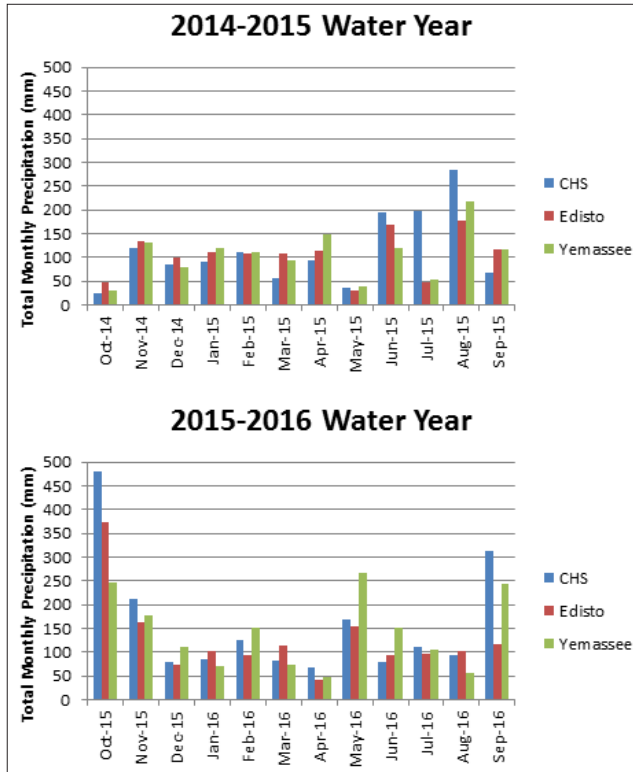 2014-2015 Water Year
Total Monthly Precipitation (mm)
500
450
400
350
300
250
200
150
100
50
0
Oct-14
Nov-14
Dec-14
Jan-15
Feb-15
Mar-15
Apr-15
May-15
Jun-15
Jul-15
Aug-15
Sep-15
CHS
Edisto
Yemassee
2015-2016 Water Year
Total Monthly Precipitation (mm)
500
450
400
350
300
250
200
150
100
50
0
Oct-15
Nov-15
Dec-15
Jan-16
Feb-16
Mar-16
Apr-16
May-16
Jun-16
Jul-16
Aug-16
Sep-16
CHS
Edisto
Yemassee